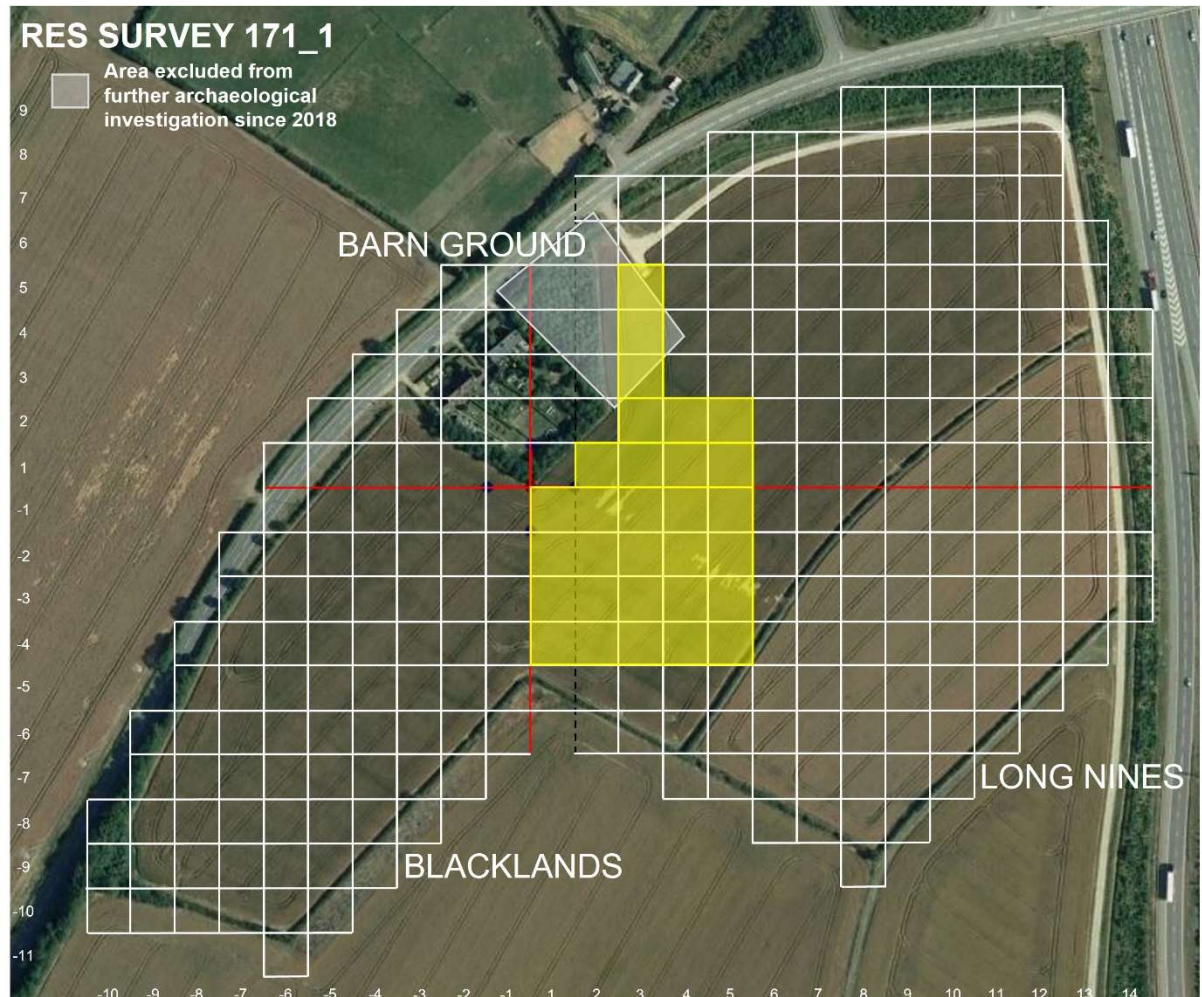 RES SURVEY 171_1
Area excluded from
further archaeological
investigation since 2018
9
8
7
6
BARN GROUND
5
4
3
2
1
-1
-2
-3
-4
-5
-6
-7
LONG NINES
-8
-9
BLACKLANDS
-10
-11
-10 -9 -8 -7 -6 -5 -4 -3 -2 -1 1 2 3 4 5 6 7 8 9 10 11 12 13 14